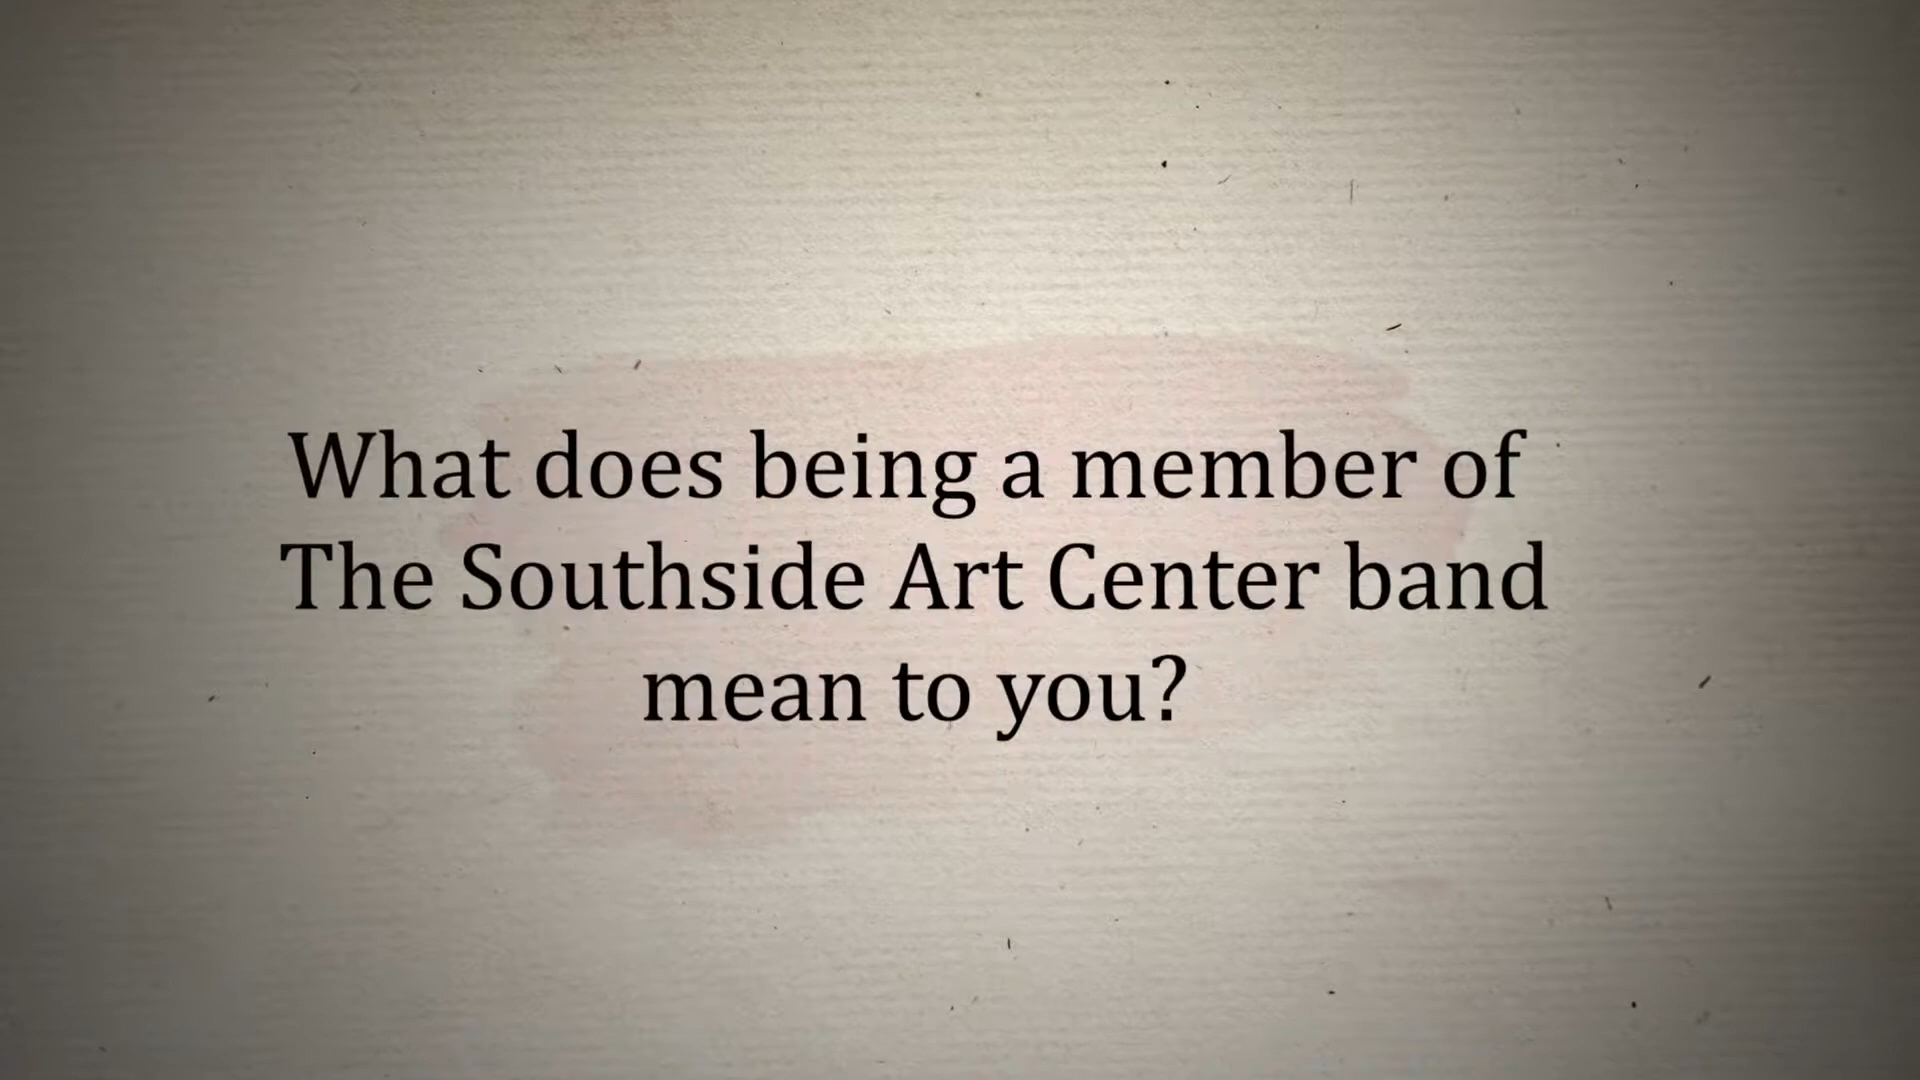 What does being a member of
The Southside Art Center band
mean to you?